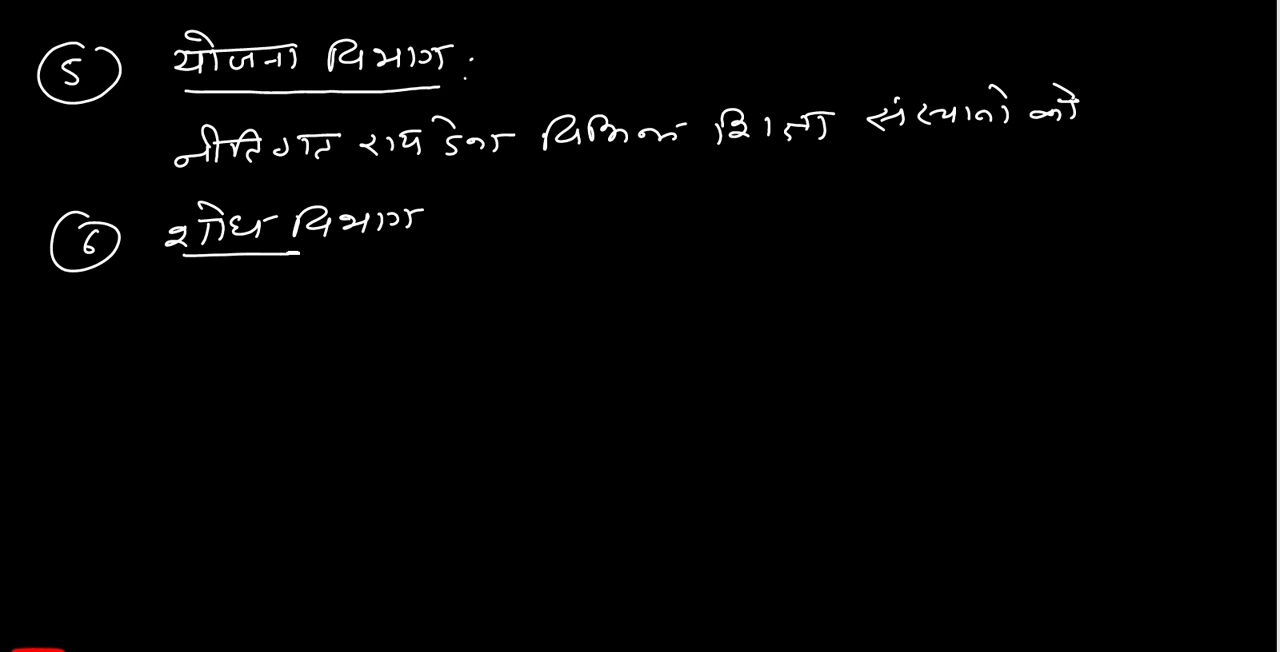 5 योजना विभाग :
नीतिगत राय देना विभिन्न शिक्षा संस्थानो को
6 शोध विभाग